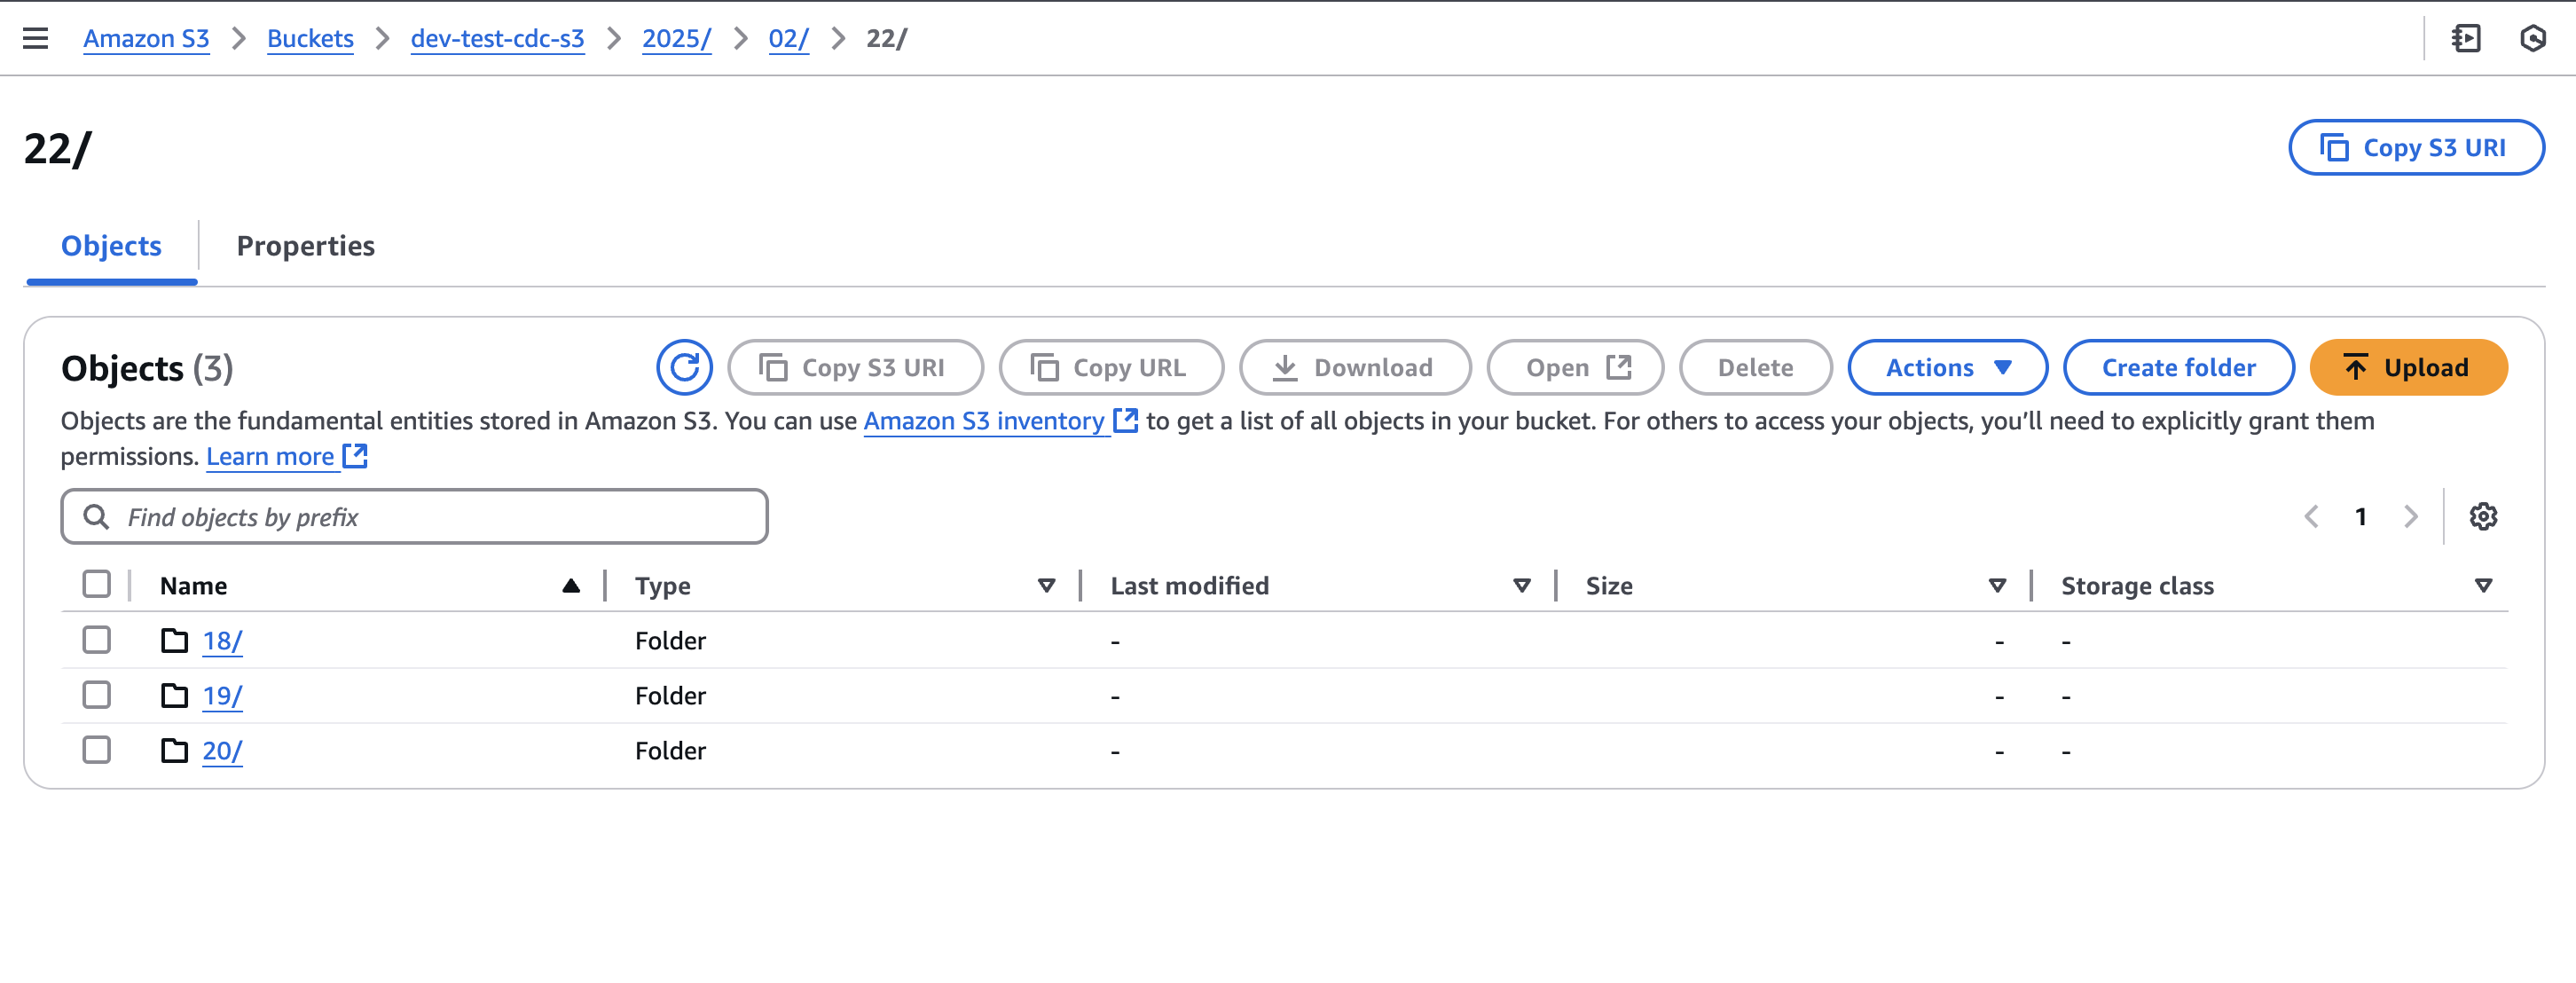 Amazon S3 > Buckets > dev-test-cdc-s3 > 2025/ > 02/ > 22/
22/
Copy S3 URI
Objects
Properties
Objects (3)
Copy S3 URI
Copy URL
Download
Open
Delete
Actions
Create folder
Upload
Objects are the fundamental entities stored in Amazon S3. You can use Amazon S3 inventory to get a list of all objects in your bucket. For others to access your objects, you’ll need to explicitly grant them
permissions. Learn more
Find objects by prefix
1
Name Type Last modified Size Storage class
18/ Folder - - -
19/ Folder - - -
20/ Folder - - -